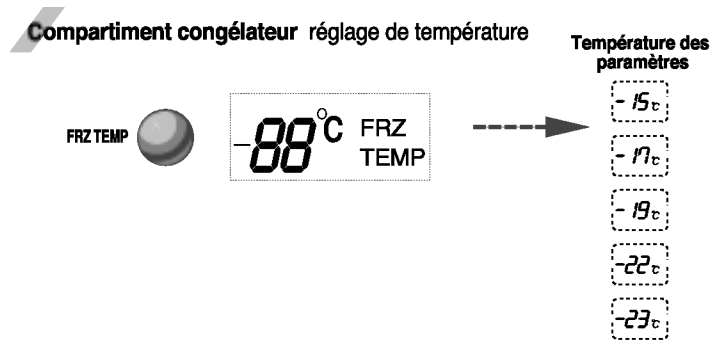 Compartiment congélateur réglage de température
Température des
paramètres
FRZ TEMP
-88°C FRZ
TEMP
- 15℃
- 17℃
- 19℃
-22℃
-23℃